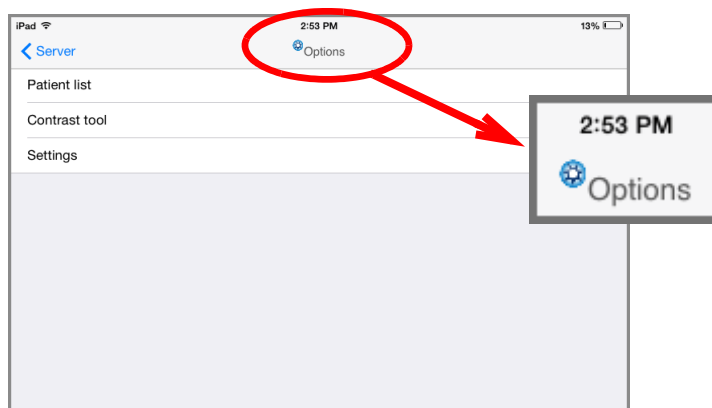 iPad 2:53 PM 13%
Server Options
Patient list
Contrast tool
Settings
2:53 PM
Options